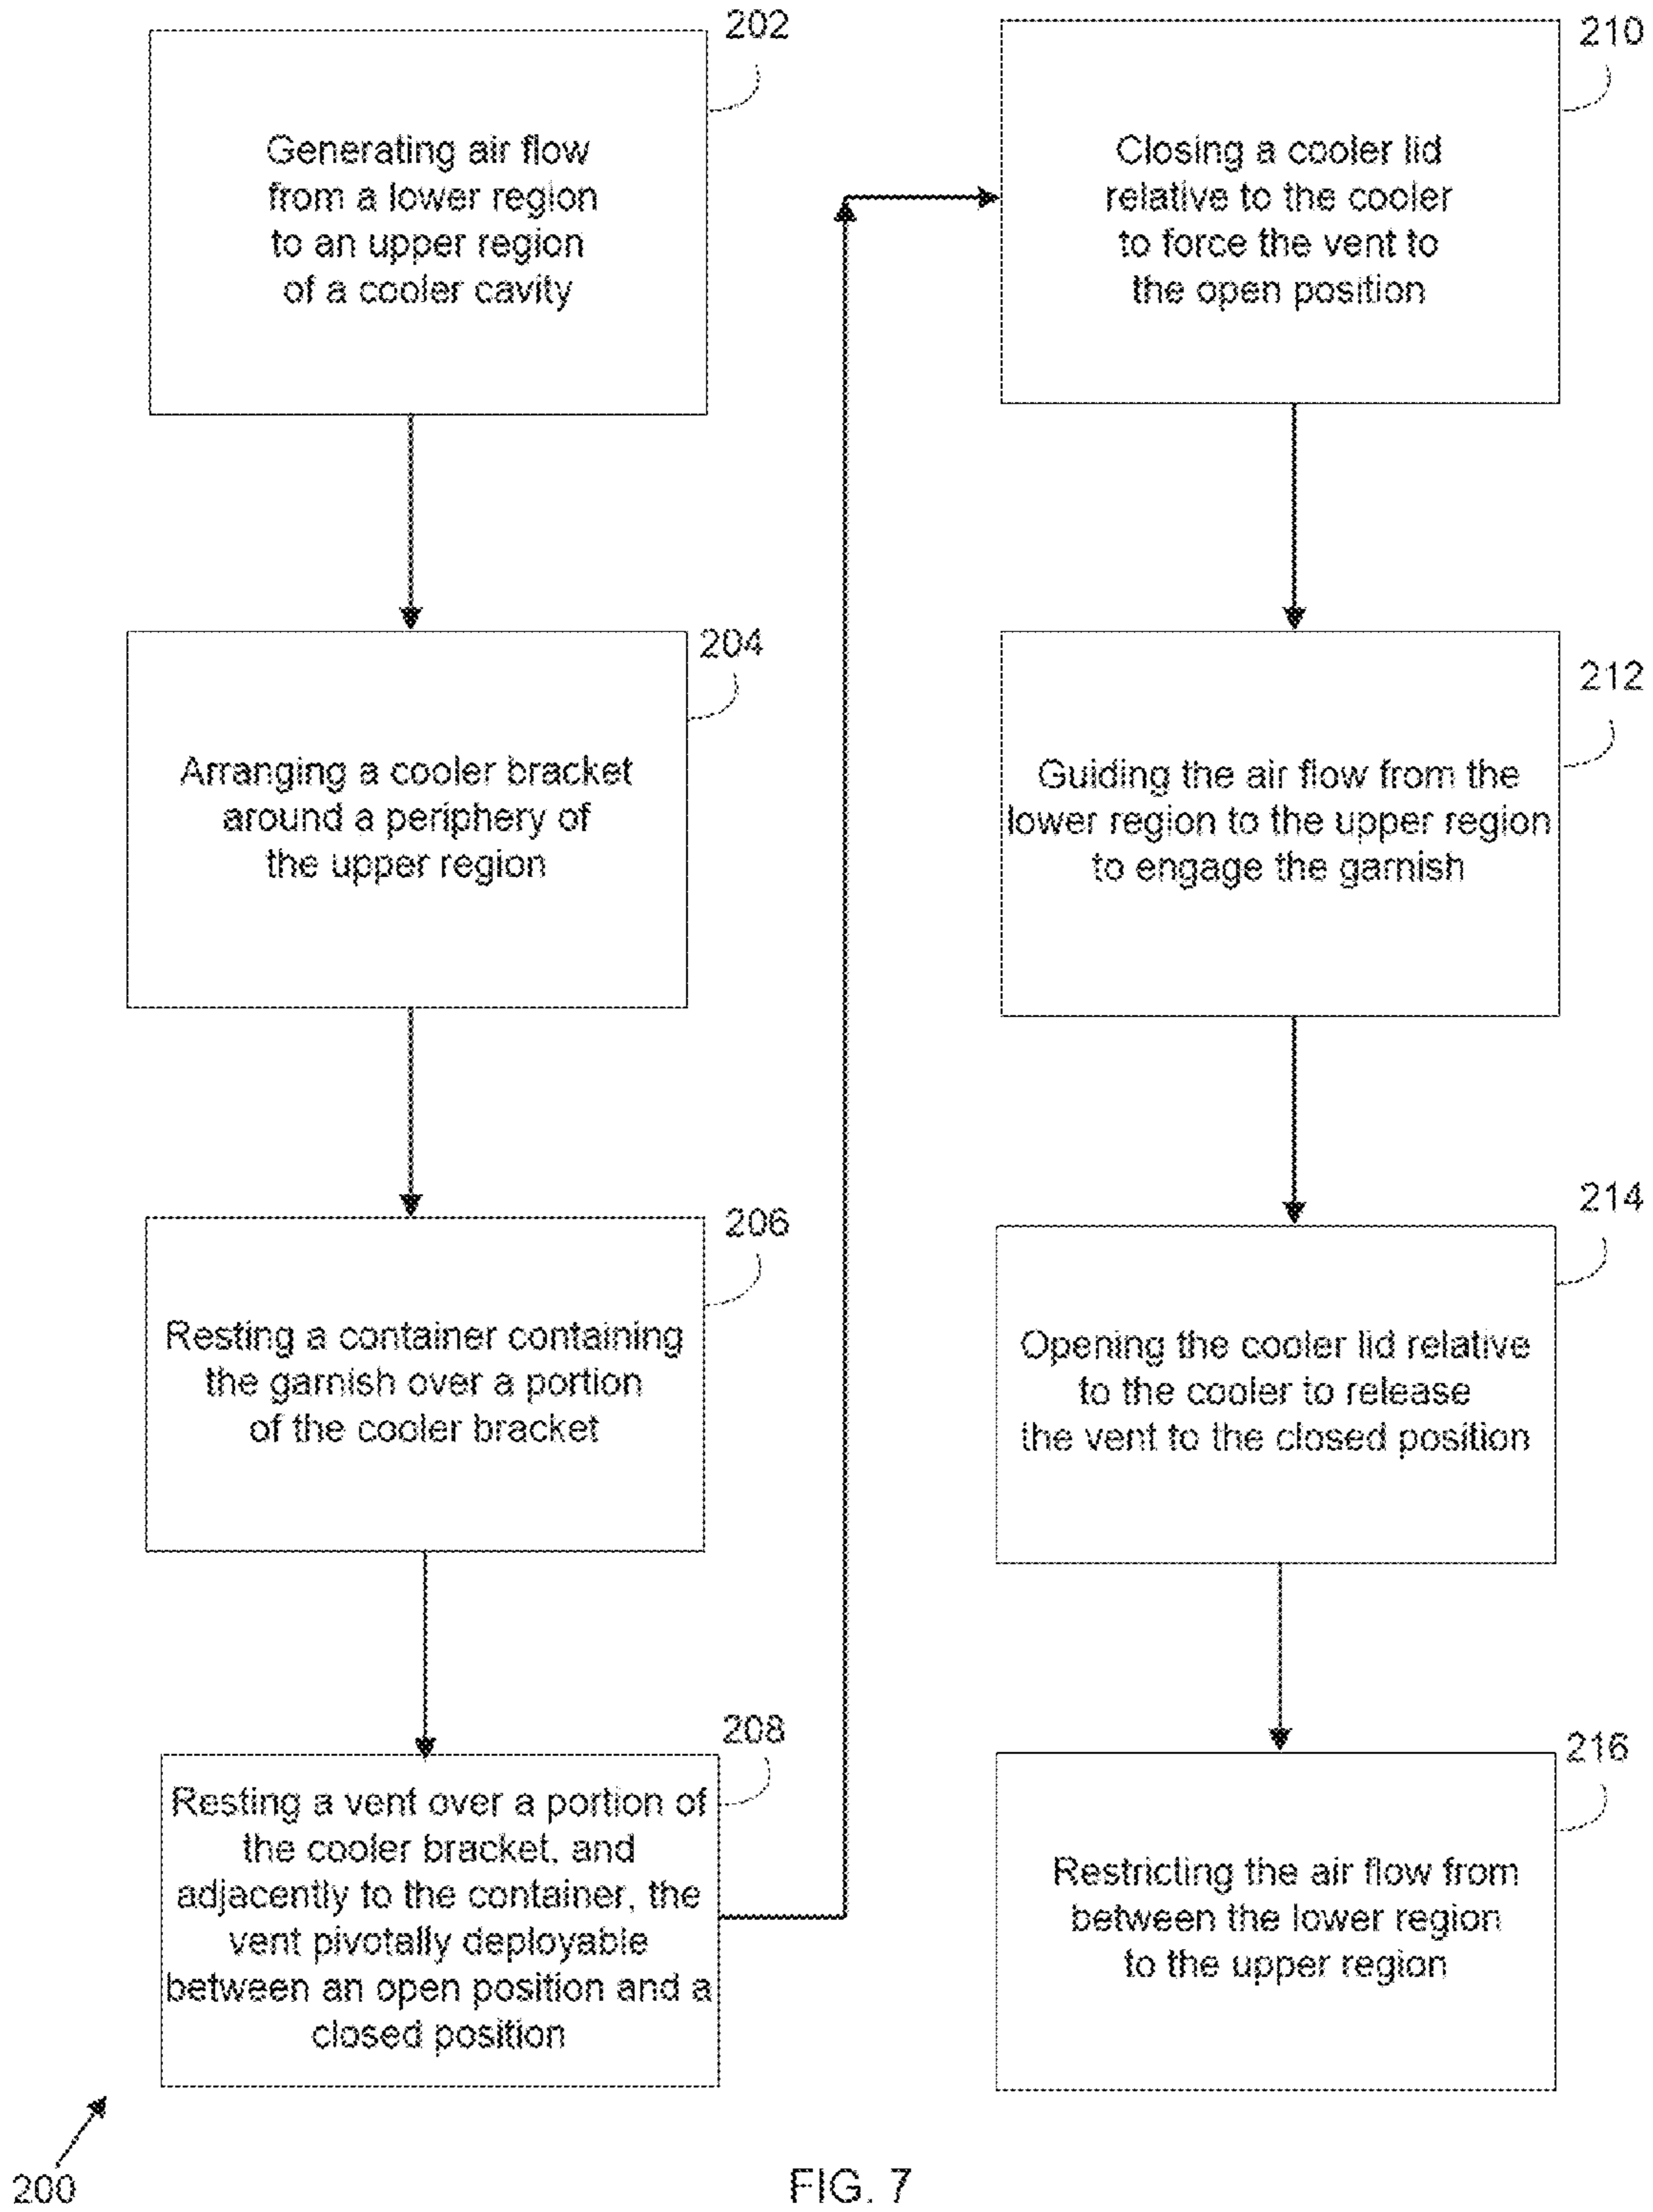 202
Generating air flow
from a lower region
to an upper region
of a cooler cavity
204
Arranging a cooler bracket
around a periphery of
the upper region
206
Resting a container containing
the garnish over a portion
of the cooler bracket
208
Resting a vent over a portion of
the cooler bracket, and
adjacently to the container, the
vent pivotally deployable
between an open position and a
closed position
210
Closing a cooler lid
relative to the cooler
to force the vent to
the open position
212
Guiding the air flow from the
lower region to the upper region
to engage the garnish
214
Opening the cooler lid relative
to the cooler to release
the vent to the closed position
216
Restricting the air flow from
between the lower region
to the upper region
200
FIG. 7